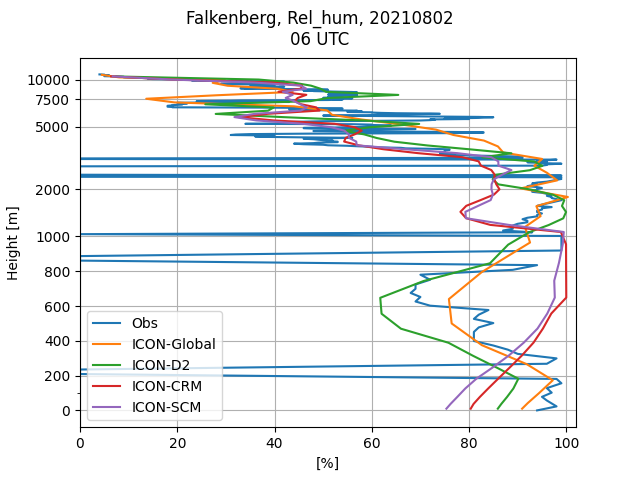 Falkenberg, Rel_hum, 20210802
06 UTC
Height [m]
10000
7500
5000
2000
1000
800
600
400
200
0
Obs
ICON-Global
ICON-D2
ICON-CRM
ICON-SCM
0 20 40 60 80 100
[%]